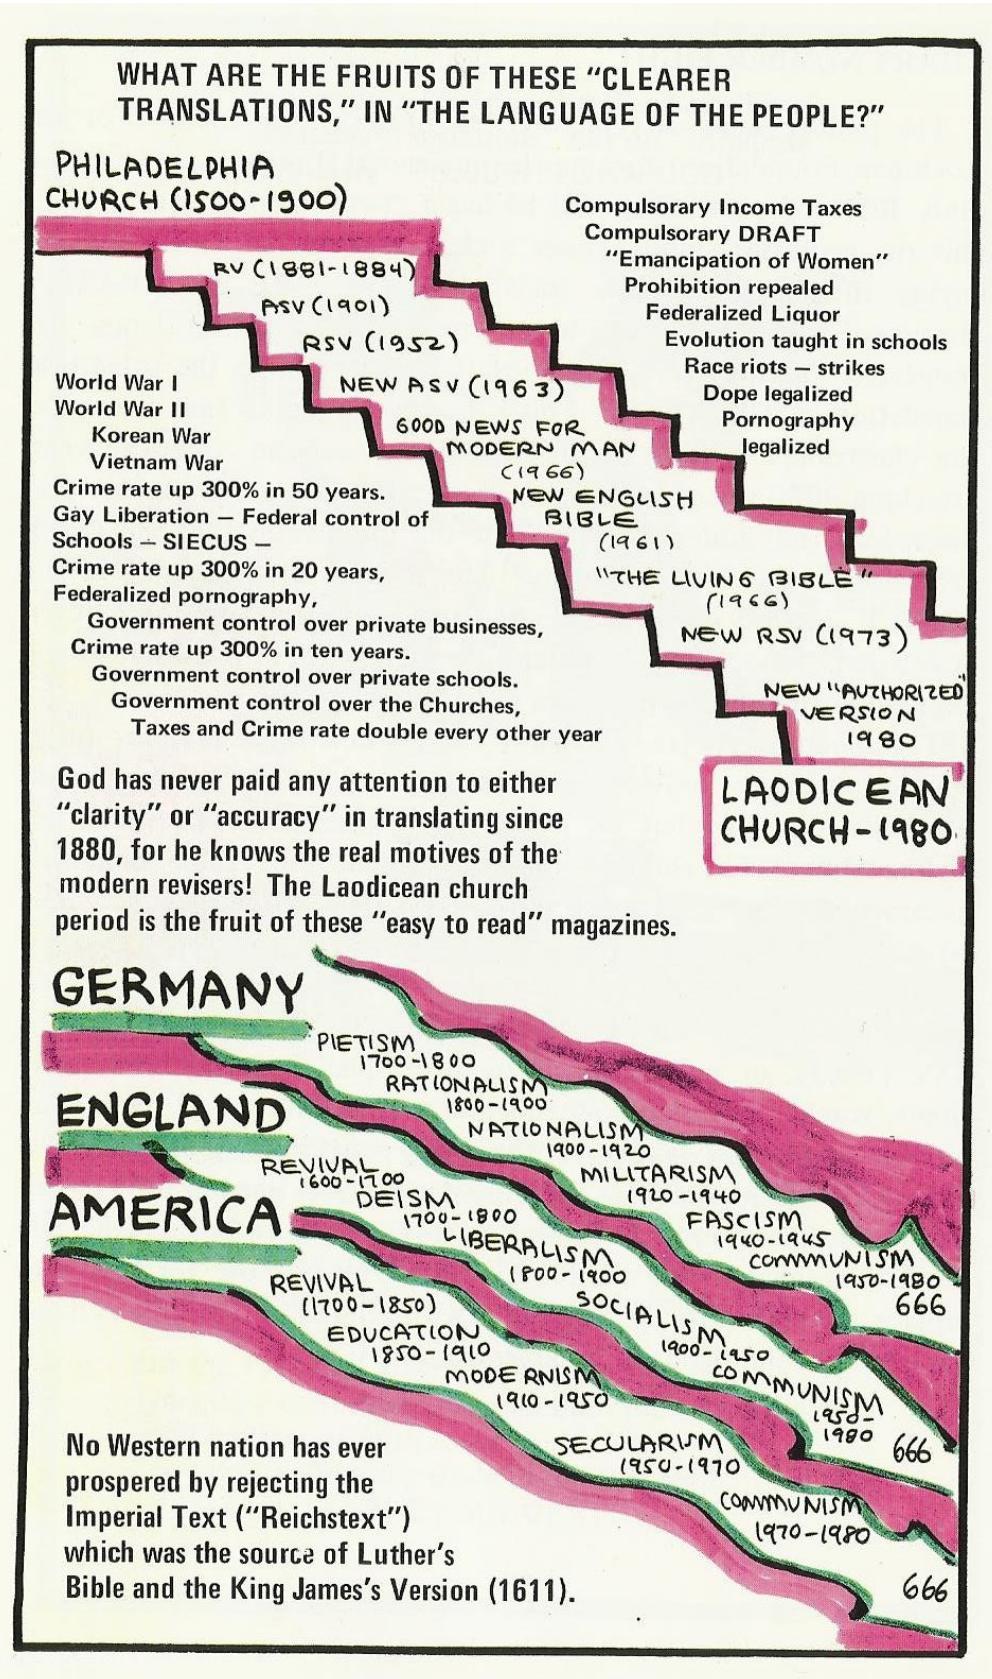 WHAT ARE THE FRUITS OF THESE "CLEARER
TRANSLATIONS," IN "THE LANGUAGE OF THE PEOPLE?"
PHILADELPHIA
CHURCH (1500-1900)
RV (1881-1884)
ASV (1901)
RSV (1952)
NEW ASV (1963)
GOOD NEWS FOR
MODERN MAN
(1966)
NEW ENGLISH
BIBLE
(1961)
"THE LIVING BIBLE"
(1966)
NEW RSV (1973)
NEW "AUTHORIZED"
VERSION
1980
LAODICEAN
CHURCH-1980
Compulsorary Income Taxes
Compulsorary DRAFT
"Emancipation of Women"
Prohibition repealed
Federalized Liquor
Evolution taught in schools
Race riots — strikes
Dope legalized
Pornography
legalized
World War I
World War II
Korean War
Vietnam War
Crime rate up 300% in 50 years.
Gay Liberation — Federal control of
Schools — SIECUS —
Crime rate up 300% in 20 years,
Federalized pornography,
Government control over private businesses,
Crime rate up 300% in ten years.
Government control over private schools.
Government control over the Churches,
Taxes and Crime rate double every other year
God has never paid any attention to either
"clarity" or "accuracy" in translating since
1880, for he knows the real motives of the
modern revisers! The Laodicean church
period is the fruit of these "easy to read" magazines.
GERMANY
PIETISM
1700-1800
RATIONALISM
1800-1900
NATIONALISM
1900-1920
MILITARISM
1920-1940
FASCISM
1940-1945
COMMUNISM
1950-1980
666
ENGLAND
REVIVAL
1600-1700
DEISM
1700-1800
LIBERALISM
1800-1900
SOCIALISM
1900-1950
COMMUNISM
1950-
1980
666
AMERICA
REVIVAL
(1700-1850)
EDUCATION
1850-1910
MODERNISM
1910-1950
SECULARISM
1950-1970
COMMUNISM
1970-1980
666
No Western nation has ever
prospered by rejecting the
Imperial Text ("Reichstext")
which was the source of Luther's
Bible and the King James's Version (1611).